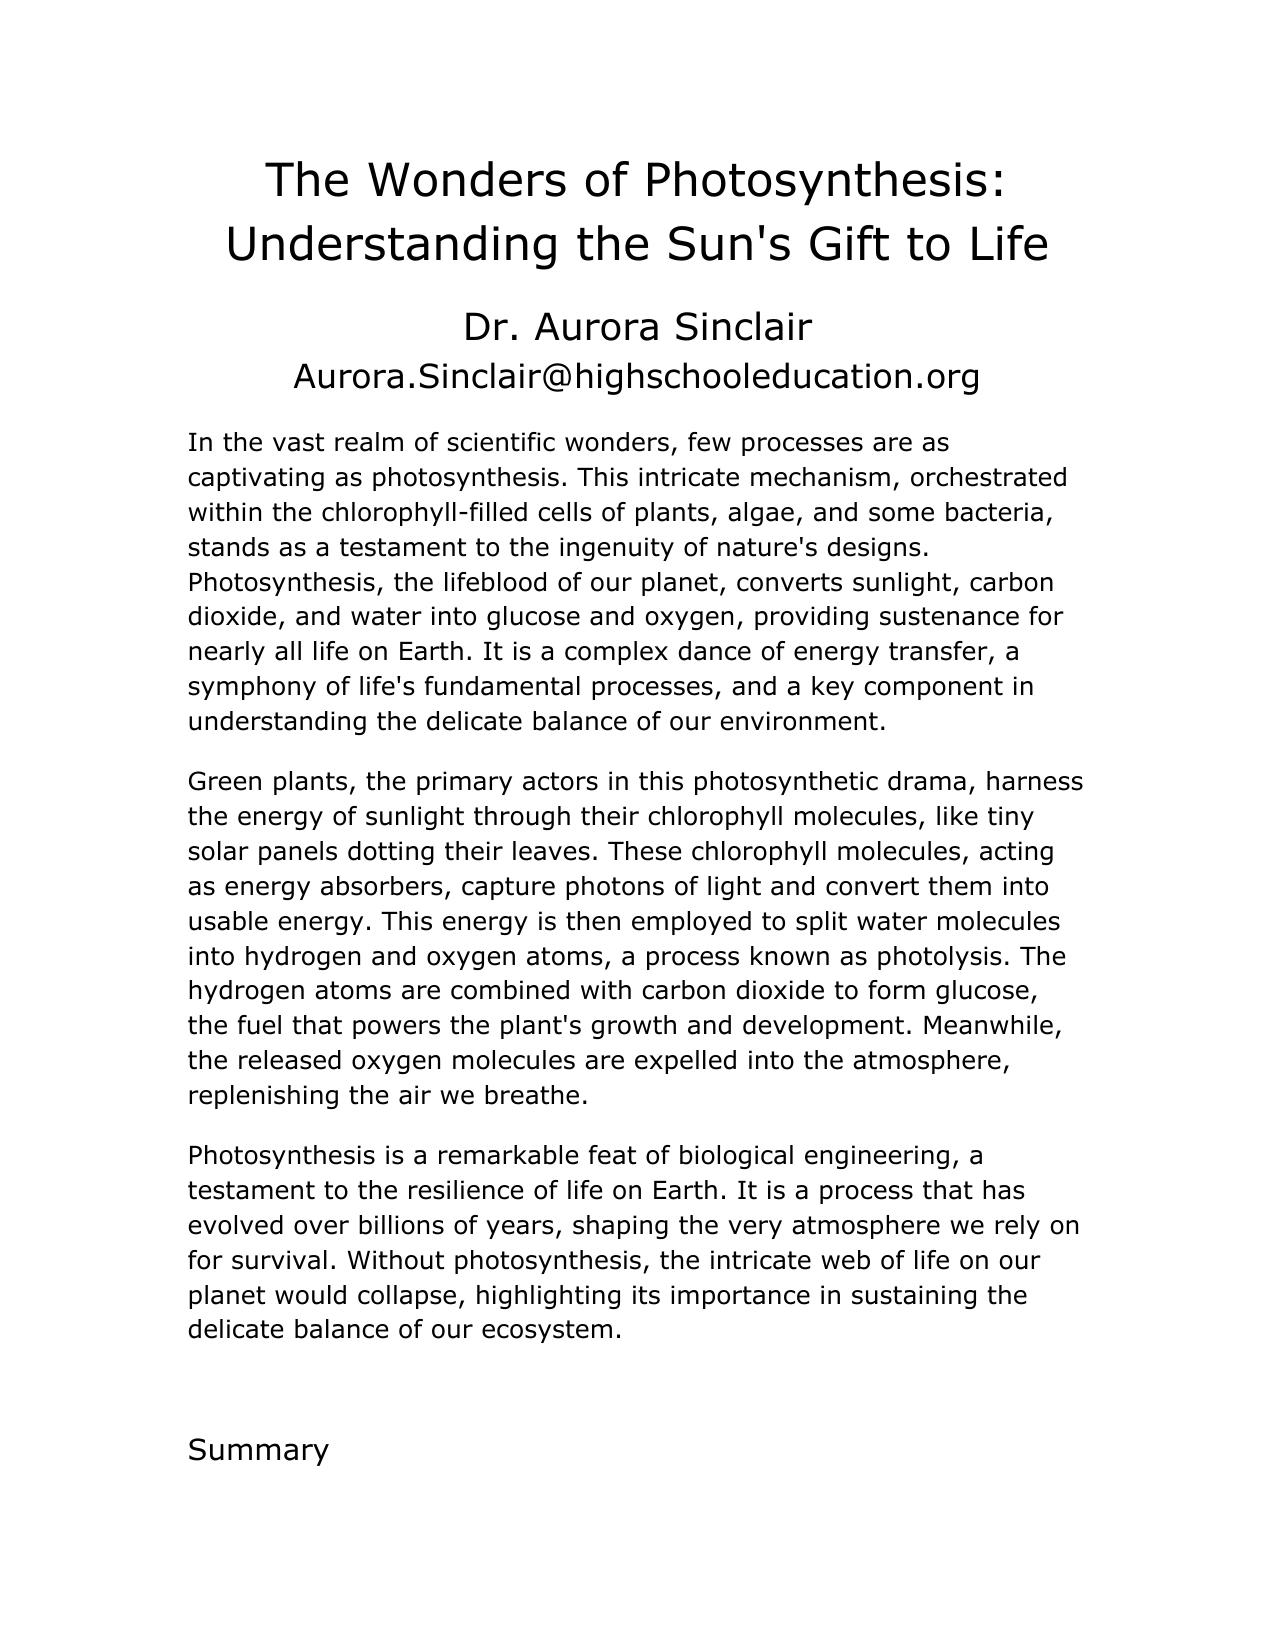 The Wonders of Photosynthesis:
Understanding the Sun's Gift to Life
Dr. Aurora Sinclair
Aurora.Sinclair@highschooleducation.org
In the vast realm of scientific wonders, few processes are as
captivating as photosynthesis. This intricate mechanism, orchestrated
within the chlorophyll-filled cells of plants, algae, and some bacteria,
stands as a testament to the ingenuity of nature's designs.
Photosynthesis, the lifeblood of our planet, converts sunlight, carbon
dioxide, and water into glucose and oxygen, providing sustenance for
nearly all life on Earth. It is a complex dance of energy transfer, a
symphony of life's fundamental processes, and a key component in
understanding the delicate balance of our environment.
Green plants, the primary actors in this photosynthetic drama, harness
the energy of sunlight through their chlorophyll molecules, like tiny
solar panels dotting their leaves. These chlorophyll molecules, acting
as energy absorbers, capture photons of light and convert them into
usable energy. This energy is then employed to split water molecules
into hydrogen and oxygen atoms, a process known as photolysis. The
hydrogen atoms are combined with carbon dioxide to form glucose,
the fuel that powers the plant's growth and development. Meanwhile,
the released oxygen molecules are expelled into the atmosphere,
replenishing the air we breathe.
Photosynthesis is a remarkable feat of biological engineering, a
testament to the resilience of life on Earth. It is a process that has
evolved over billions of years, shaping the very atmosphere we rely on
for survival. Without photosynthesis, the intricate web of life on our
planet would collapse, highlighting its importance in sustaining the
delicate balance of our ecosystem.
Summary